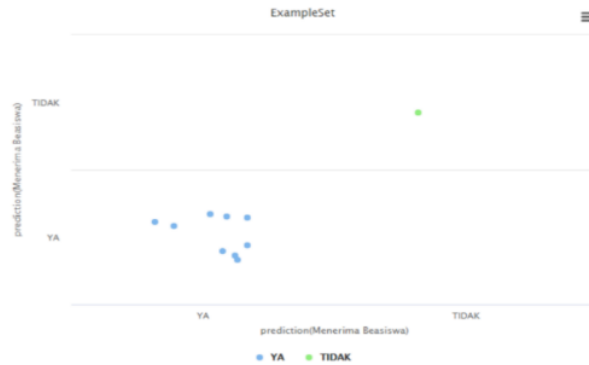 ExampleSet
TIDAK
prediction(Menerima Beasiswa)
YA
YA
TIDAK
prediction(Menerima Beasiswa)
YA
TIDAK